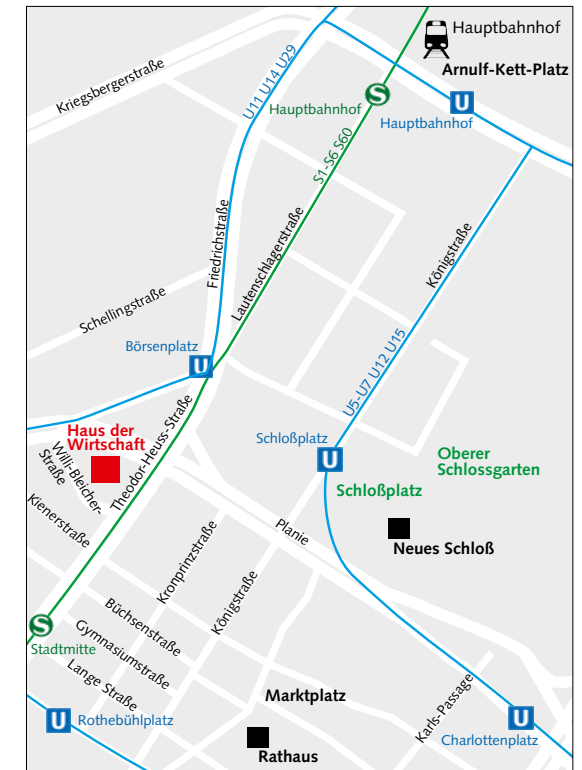 Hauptbahnhof
Arnulf-Kett-Platz
Kriegsbergerstraße
U11 U14 U29
S
Hauptbahnhof
U
Hauptbahnhof
S1-S6 S60
Friedrichstraße
Lautenschlagerstraße
Königstraße
Schellingstraße
Börsenplatz
U
U5-U7 U12 U15
Haus der
Wirtschaft
Willi-Bleicher-
Straße
Theodor-Heuss-Straße
Schloßplatz
U
Oberer
Schlossgarten
Schloßplatz
Kienerstraße
Planie
Neues Schloß
Kronprinzstraße
Königstraße
Büchsenstraße
S
Stadtmitte
Gymnasiumstraße
Lange Straße
Marktplatz
Karls-Passage
U
Rothebühlplatz
U
Charlottenplatz
Rathaus